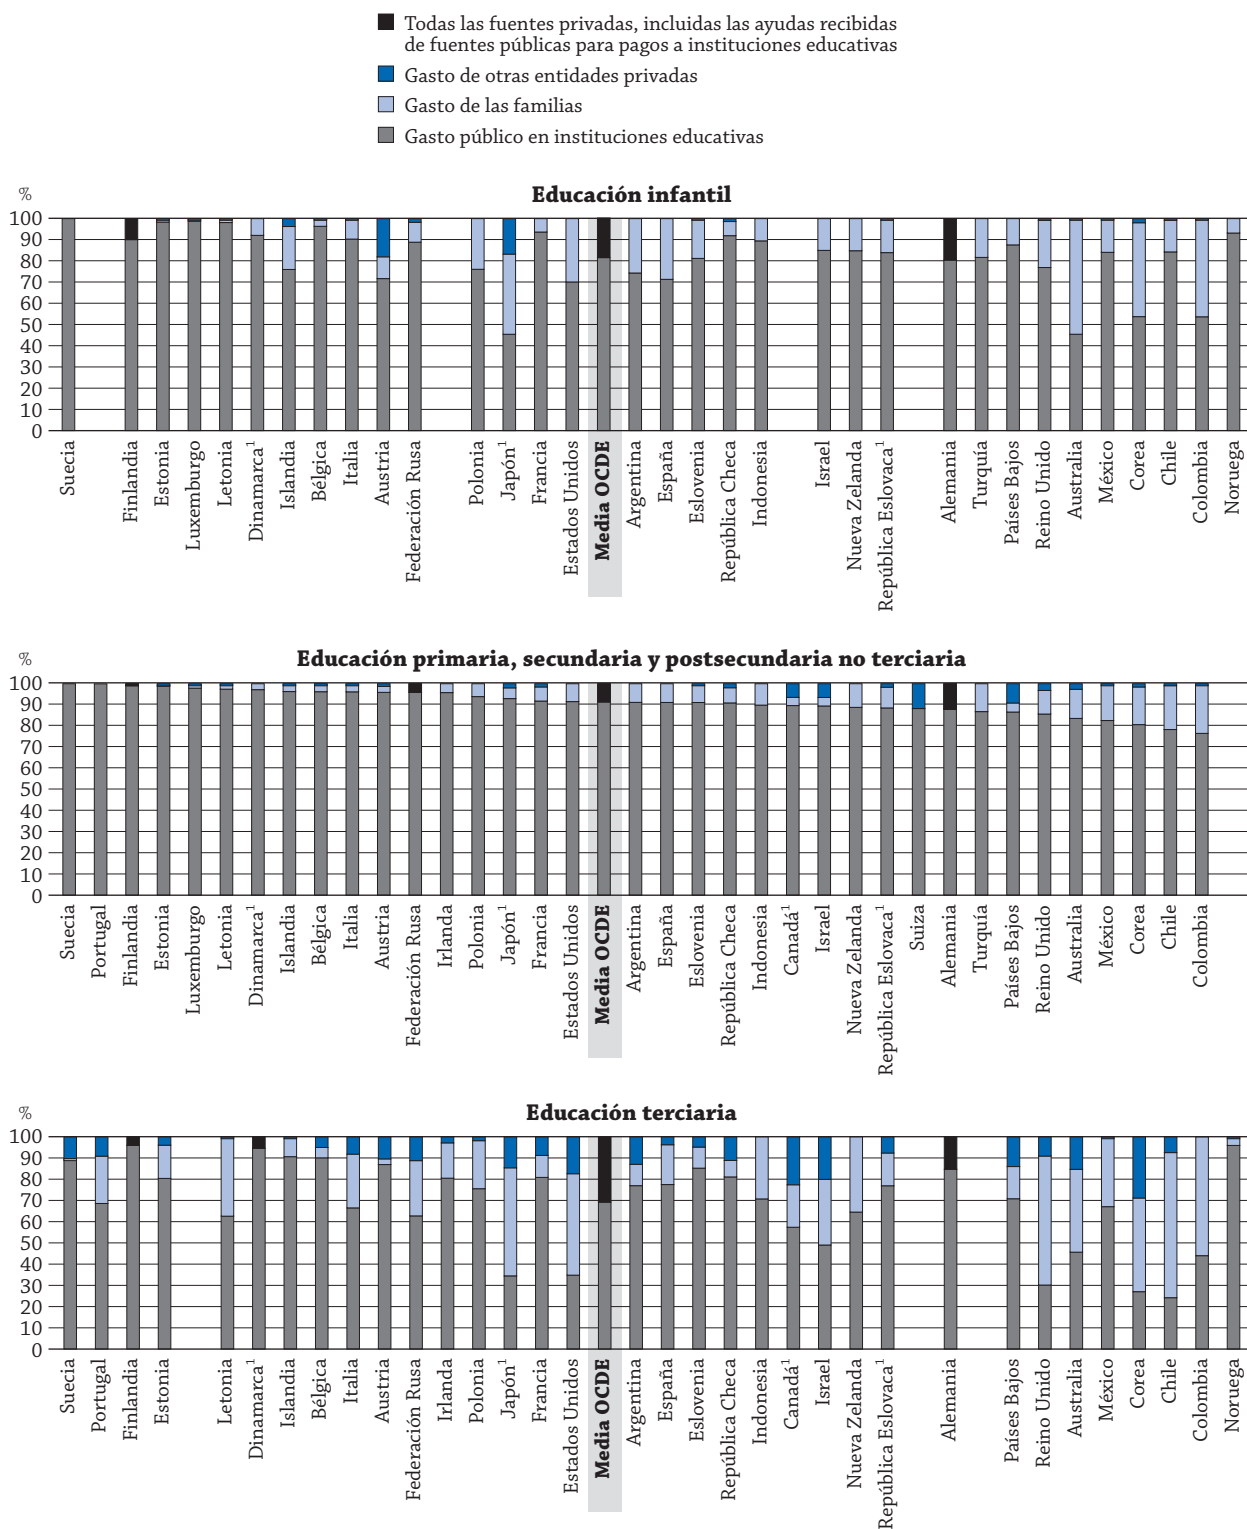 Todas las fuentes privadas, incluidas las ayudas recibidas
de fuentes públicas para pagos a instituciones educativas
Gasto de otras entidades privadas
Gasto de las familias
Gasto público en instituciones educativas
%
Educación infantil
100
90
80
70
60
50
40
30
20
10
0
Suecia
Finlandia
Estonia
Luxemburgo
Letonia
Dinamarca¹
Islandia
Bélgica
Italia
Austria
Federación Rusa
Polonia
Japón¹
Francia
Estados Unidos
Media OCDE
Argentina
España
Eslovenia
República Checa
Indonesia
Israel
Nueva Zelanda
República Eslovaca¹
Alemania
Turquía
Países Bajos
Reino Unido
Australia
México
Corea
Chile
Colombia
Noruega
%
Educación primaria, secundaria y postsecundaria no terciaria
100
90
80
70
60
50
40
30
20
10
0
Suecia
Portugal
Finlandia
Estonia
Luxemburgo
Letonia
Dinamarca¹
Islandia
Bélgica
Italia
Austria
Federación Rusa
Irlanda
Polonia
Japón¹
Francia
Estados Unidos
Media OCDE
Argentina
España
Eslovenia
República Checa
Indonesia
Canadá¹
Israel
Nueva Zelanda
República Eslovaca¹
Suiza
Alemania
Turquía
Países Bajos
Reino Unido
Australia
México
Corea
Chile
Colombia
%
Educación terciaria
100
90
80
70
60
50
40
30
20
10
0
Suecia
Portugal
Finlandia
Estonia
Letonia
Dinamarca¹
Islandia
Bélgica
Italia
Austria
Federación Rusa
Irlanda
Polonia
Japón¹
Francia
Estados Unidos
Media OCDE
Argentina
España
Eslovenia
República Checa
Indonesia
Canadá¹
Israel
Nueva Zelanda
República Eslovaca¹
Alemania
Países Bajos
Reino Unido
Australia
México
Corea
Chile
Colombia
Noruega